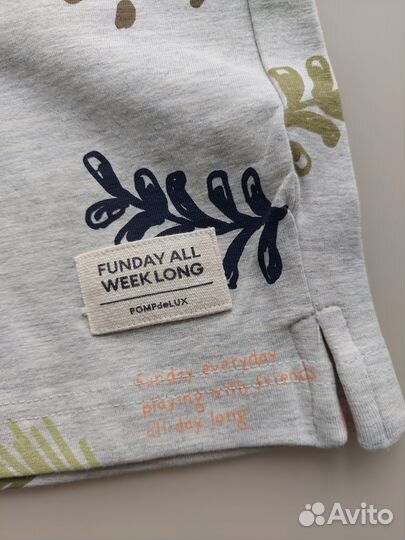 FUNDAY ALL
WEEK LONG
POMPdeLUX
Funday everyday
playing with friends
all day long
Avito